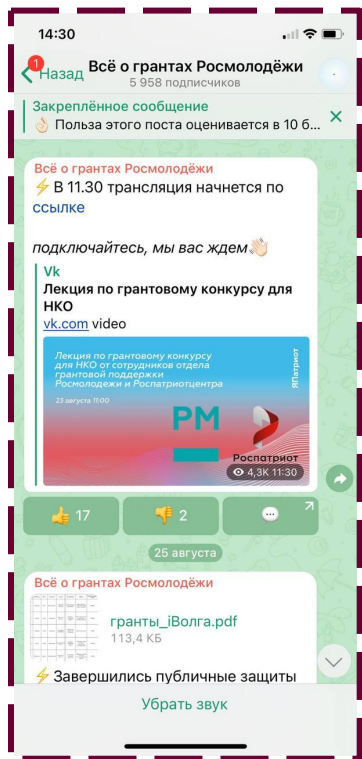 14:30
1
Назад
Всё о грантах Росмолодёжи
5 958 подписчиков
Закреплённое сообщение
👌🏻 Польза этого поста оценивается в 10 б...
Всё о грантах Росмолодёжи
⚡ В 11.30 трансляция начнется по
ссылке
подключайтесь, мы вас ждем👋🏻
Vk
Лекция по грантовому конкурсу для
НКО
vk.com video
Лекция по грантовому конкурсу
для НКО от сотрудников отдела
грантовой поддержки
Росмолодежи и Роспатриотцентра
23 августа 11:00
ЯПатриот
РМ
Роспатриот
4,3K 11:30
👍 17
👎 2
25 августа
Всё о грантах Росмолодёжи
гранты_iВолга.pdf
113,4 КБ
⚡ Завершились публичные защиты
Убрать звук